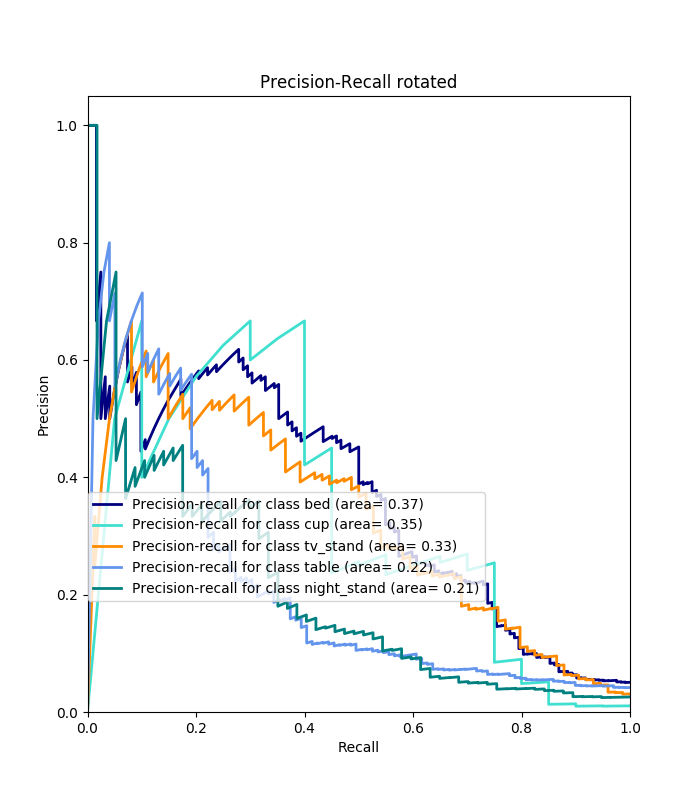 Precision-Recall rotated
1.0
0.8
0.6
0.4
0.2
0.0
Precision
Precision-recall for class bed (area= 0.37)
Precision-recall for class cup (area= 0.35)
Precision-recall for class tv_stand (area= 0.33)
Precision-recall for class table (area= 0.22)
Precision-recall for class night_stand (area= 0.21)
0.0 0.2 0.4 0.6 0.8 1.0
Recall